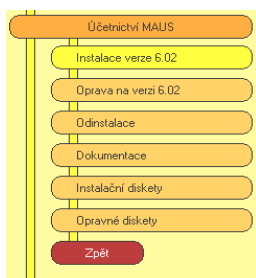 Účetnictví MAUS
Instalace verze 6.02
Oprava na verzi 6.02
Odinstalace
Dokumentace
Instalační diskety
Opravné diskety
Zpět